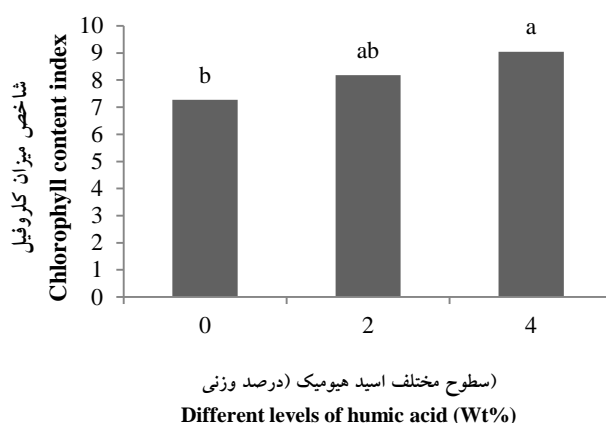 شاخص میزان کلروفیل
Chlorophyll content index
10
9
8
7
6
5
4
3
2
1
0
b
ab
a
0
2
4
سطوح مختلف اسید هیومیک (درصد وزنی)
Different levels of humic acid (Wt%)